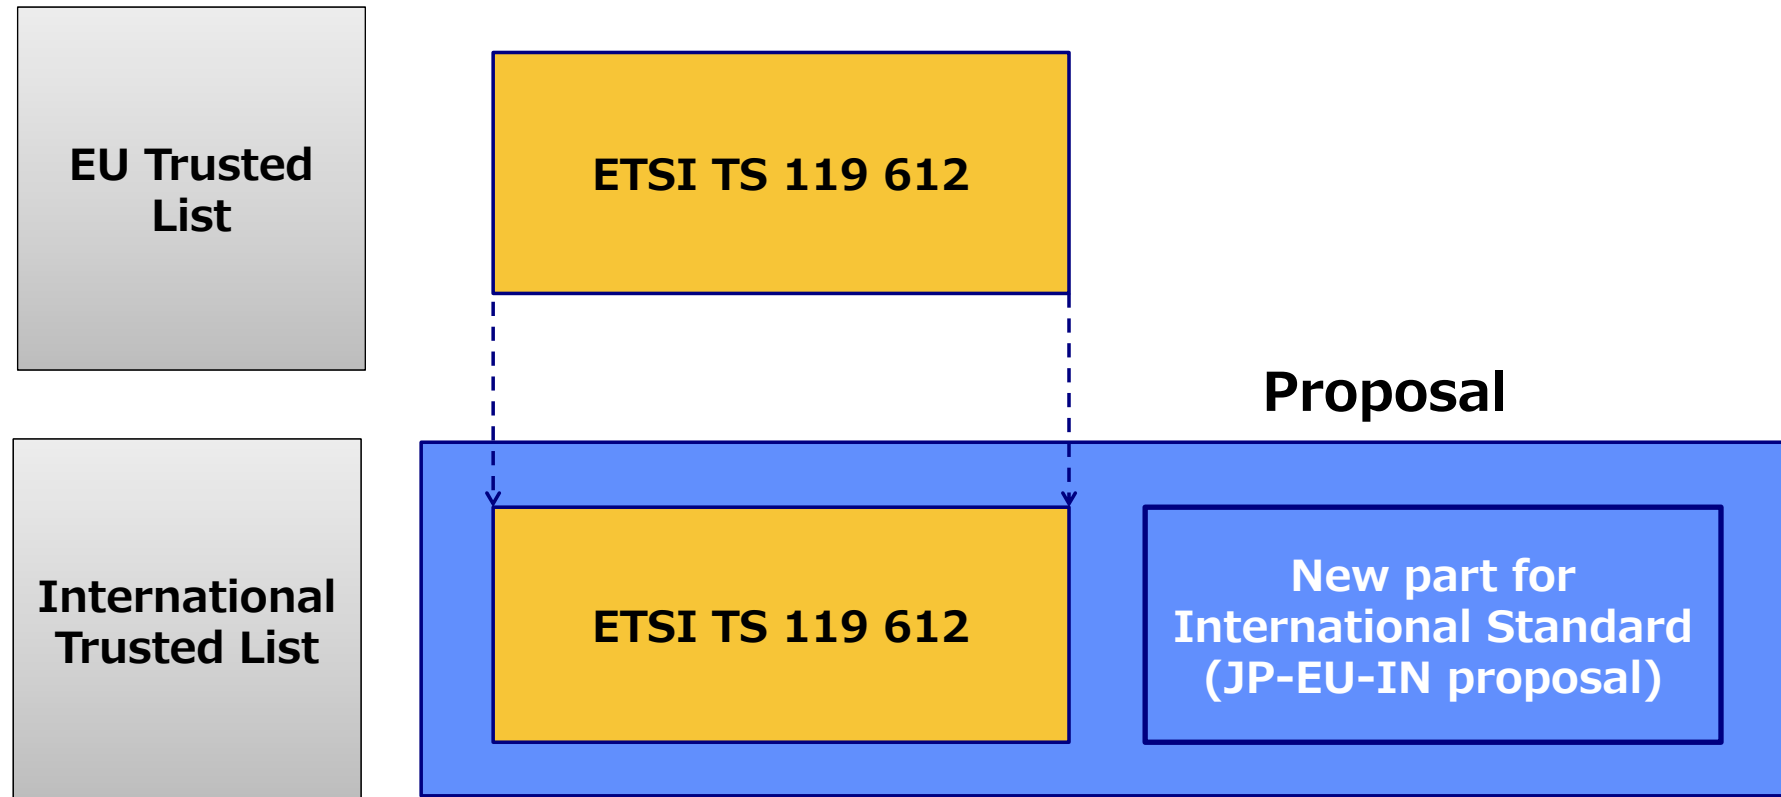 EU Trusted
List
ETSI TS 119 612
Proposal
International
Trusted List
ETSI TS 119 612
New part for
International Standard
(JP-EU-IN proposal)